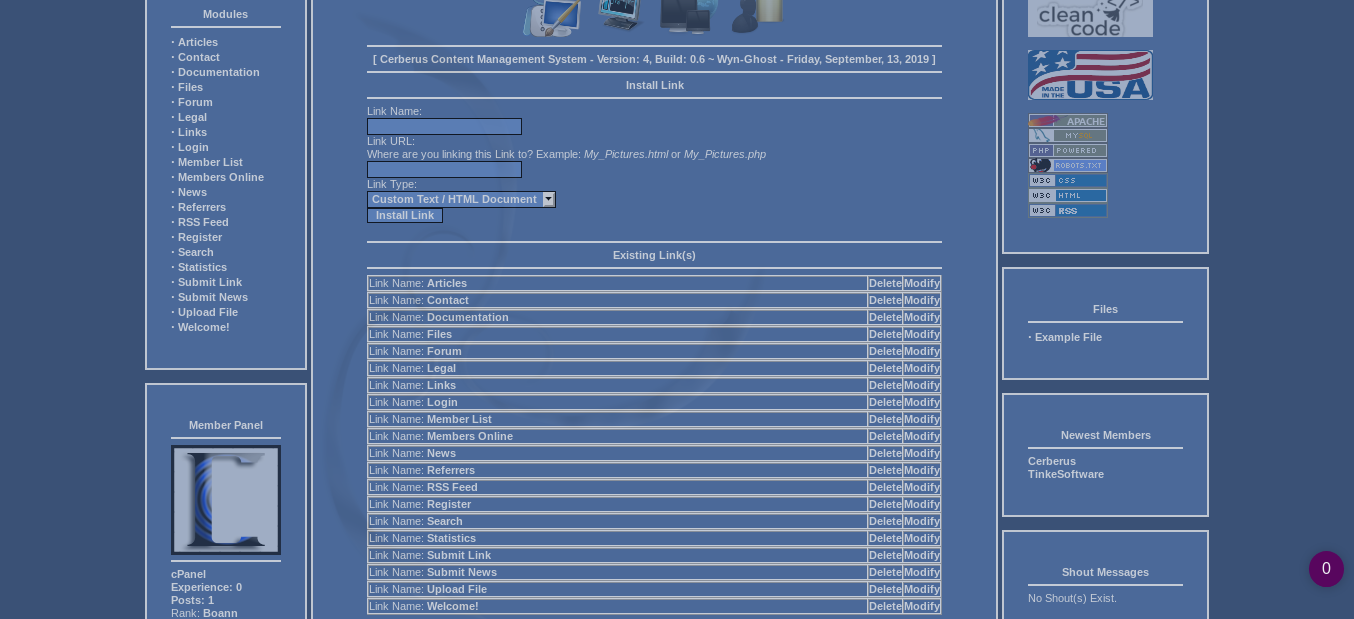 Modules
· Articles
· Contact
· Documentation
· Files
· Forum
· Legal
· Links
· Login
· Member List
· Members Online
· News
· Referrers
· RSS Feed
· Register
· Search
· Statistics
· Submit Link
· Submit News
· Upload File
· Welcome!
Member Panel
cPanel
Experience: 0
Posts: 1
Rank: Boann
[ Cerberus Content Management System - Version: 4, Build: 0.6 ~ Wyn-Ghost - Friday, September, 13, 2019 ]
Install Link
Link Name:
Link URL:
Where are you linking this Link to? Example: My_Pictures.html or My_Pictures.php
Link Type:
Custom Text / HTML Document
Install Link
Existing Link(s)
Link Name: Articles Delete Modify
Link Name: Contact Delete Modify
Link Name: Documentation Delete Modify
Link Name: Files Delete Modify
Link Name: Forum Delete Modify
Link Name: Legal Delete Modify
Link Name: Links Delete Modify
Link Name: Login Delete Modify
Link Name: Member List Delete Modify
Link Name: Members Online Delete Modify
Link Name: News Delete Modify
Link Name: Referrers Delete Modify
Link Name: RSS Feed Delete Modify
Link Name: Register Delete Modify
Link Name: Search Delete Modify
Link Name: Statistics Delete Modify
Link Name: Submit Link Delete Modify
Link Name: Submit News Delete Modify
Link Name: Upload File Delete Modify
Link Name: Welcome! Delete Modify
clean
code
MADE
IN THE
USA
APACHE
MYSQL
PHP POWERED
ROBOTS.TXT
W3C CSS
W3C HTML
W3C RSS
Files
· Example File
Newest Members
Cerberus
TinkeSoftware
Shout Messages
No Shout(s) Exist.
0